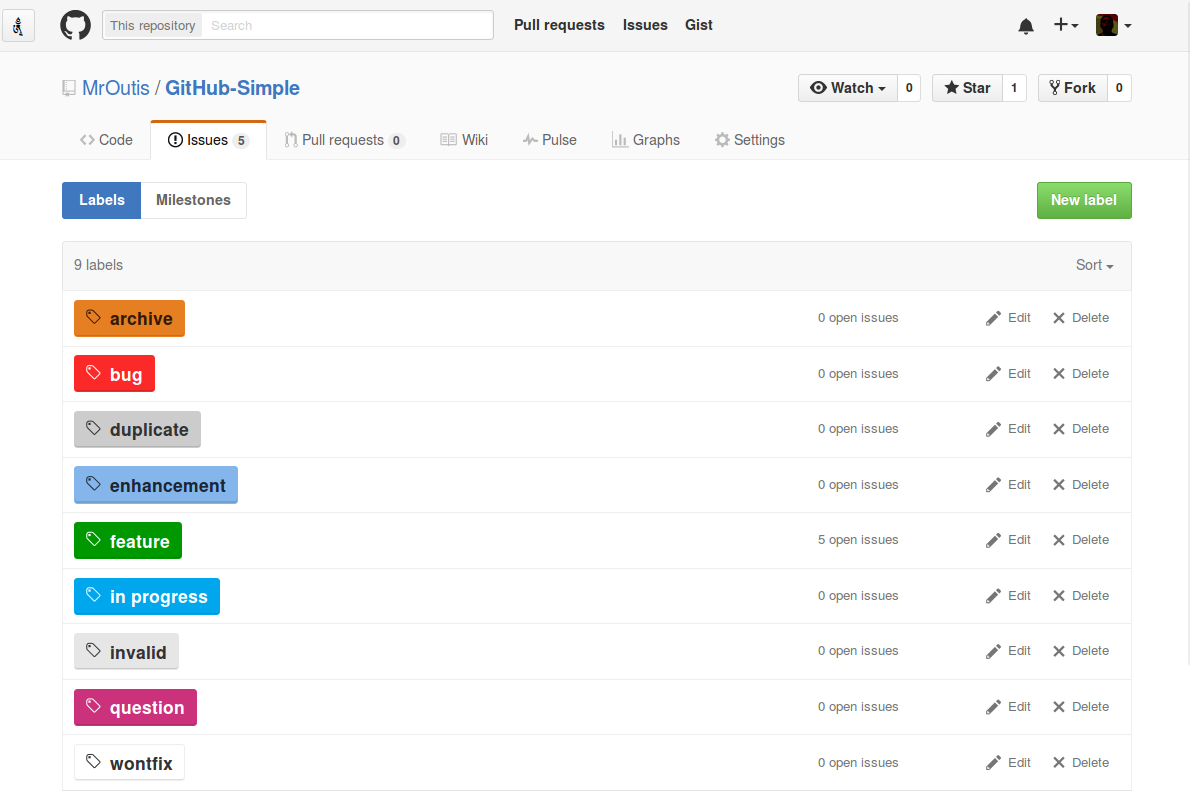 This repository Search Pull requests Issues Gist
MrOutis / GitHub-Simple Watch 0 Star 1 Fork 0
Code Issues 5 Pull requests 0 Wiki Pulse Graphs Settings
Labels Milestones New label
9 labels Sort
archive 0 open issues Edit Delete
bug 0 open issues Edit Delete
duplicate 0 open issues Edit Delete
enhancement 0 open issues Edit Delete
feature 5 open issues Edit Delete
in progress 0 open issues Edit Delete
invalid 0 open issues Edit Delete
question 0 open issues Edit Delete
wontfix 0 open issues Edit Delete